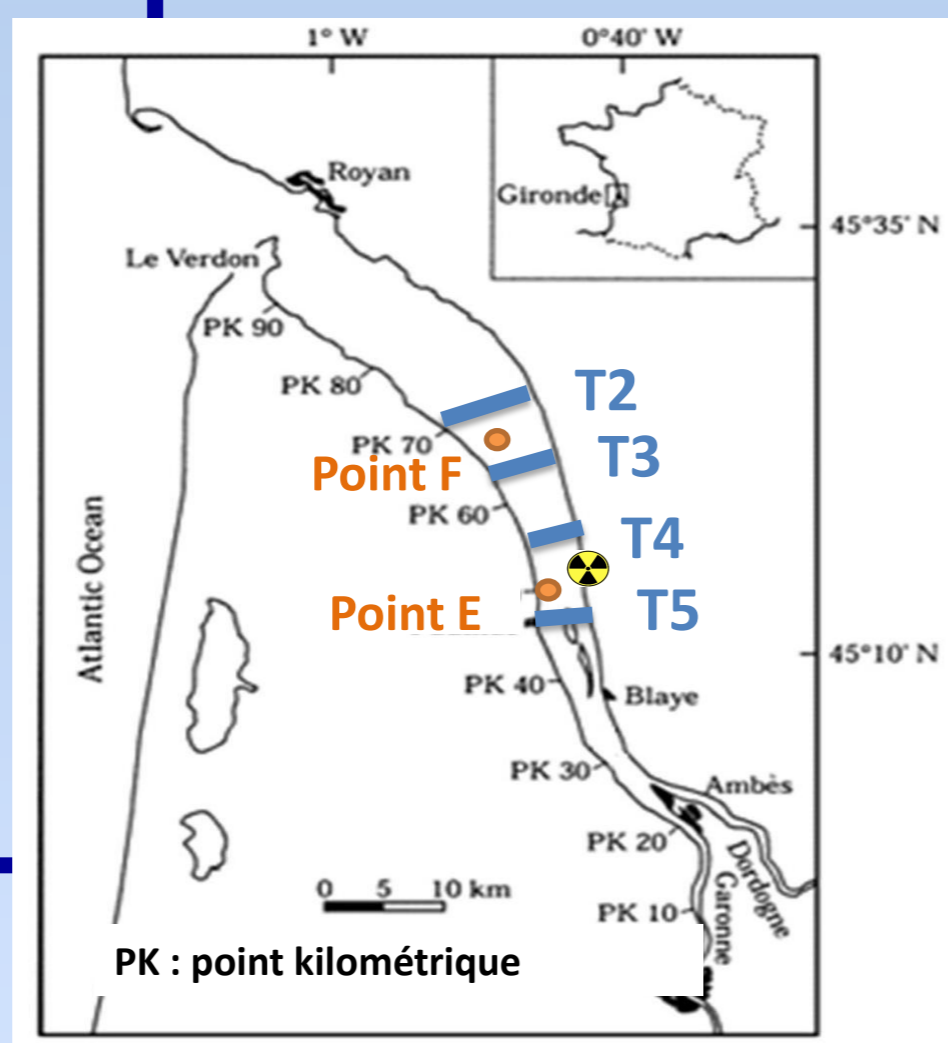 1° W
0°40' W
Royan
Gironde
45°35' N
Le Verdon
PK 90
PK 80
T2
PK 70
T3
Point F
PK 60
T4
Atlantic Ocean
Point E
T5
45°10' N
PK 40
Blaye
PK 30
Ambès
PK 20
Dordogne
Garonne
0 5 10 km
PK 10
PK : point kilométrique